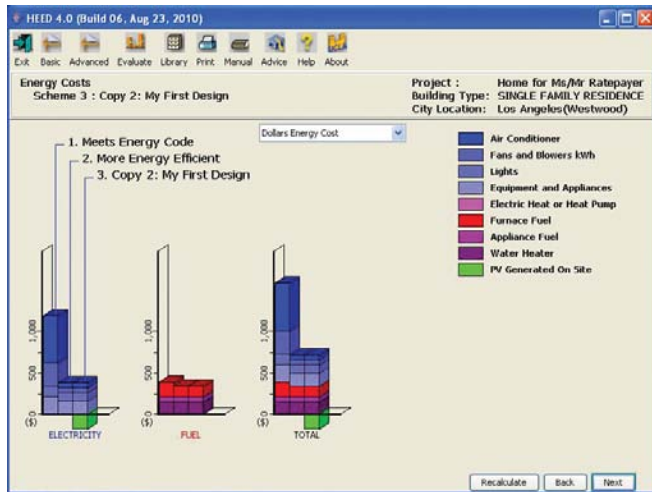 HEED 4.0 (Build 06, Aug 23, 2010)
Exit Basic Advanced Evaluate Library Print Manual Advice Help About
Energy Costs
Scheme 3 : Copy 2: My First Design
Project : Home for Ms/Mr Ratepayer
Building Type: SINGLE FAMILY RESIDENCE
City Location: Los Angeles(Westwood)
Dollars Energy Cost
1. Meets Energy Code
2. More Energy Efficient
3. Copy 2: My First Design
Air Conditioner
Fans and Blowers kWh
Lights
Equipment and Appliances
Electric Heat or Heat Pump
Furnace Fuel
Appliance Fuel
Water Heater
PV Generated On Site
1,000 1,000 1,000
500 500 500
0 0 0
($) ($) ($)
ELECTRICITY FUEL TOTAL
Recalculate Back Next